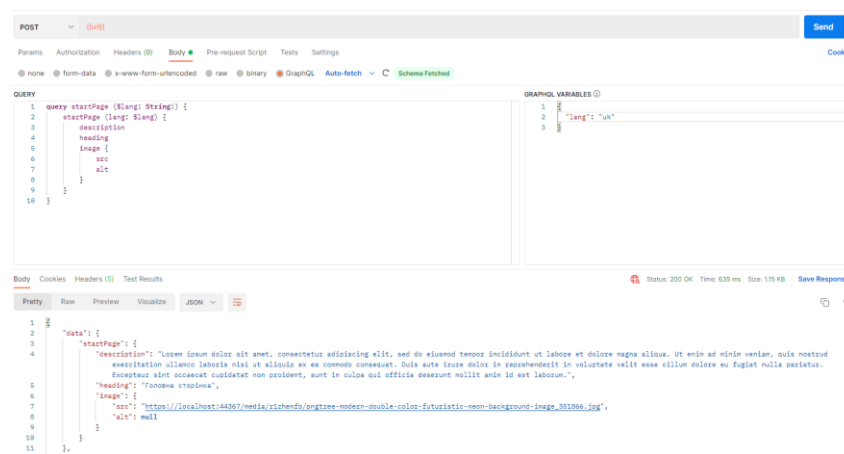 POST {{url}} Send
Params Authorization Headers (9) Body Pre-request Script Tests Settings Cook
none form-data x-www-form-urlencoded raw binary GraphQL Auto-fetch Schema Fetched
QUERY GRAPHQL VARIABLES
1 query startPage ($lang: String!) {
2 startPage (lang: $lang) {
3 description
4 heading
5 image {
6 src
7 alt
8 }
9 }
10 }
1 {
2 "lang": "uk"
3 }
Body Cookies Headers (5) Test Results Status: 200 OK Time: 635 ms Size: 1.15 KB Save Respons
Pretty Raw Preview Visualize JSON
1 {
2 "data": {
3 "startPage": {
4 "description": "Lorem ipsum dolor sit amet, consectetur adipiscing elit, sed do eiusmod tempor incididunt ut labore et dolore magna aliqua. Ut enim ad minim veniam, quis nostrud
exercitation ullamco laboris nisi ut aliquip ex ea commodo consequat. Duis aute irure dolor in reprehenderit in voluptate velit esse cillum dolore eu fugiat nulla pariatur.
Excepteur sint occaecat cupidatat non proident, sunt in culpa qui officia deserunt mollit anim id est laborum.",
5 "heading": "Головна сторінка",
6 "image": {
7 "src": "https://localhost:44367/media/r1zhenfb/pngtree-modern-double-color-futuristic-neon-background-image_351866.jpg",
8 "alt": null
9 }
10 }
11 },